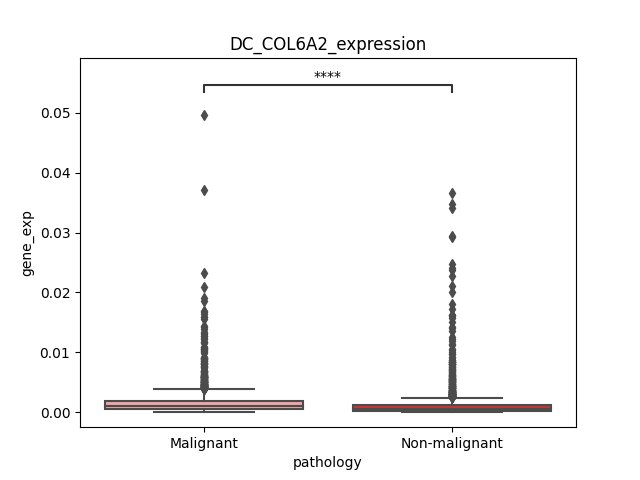 DC_COL6A2_expression
****
0.05
0.04
0.03
0.02
0.01
0.00
gene_exp
Malignant
Non-malignant
pathology